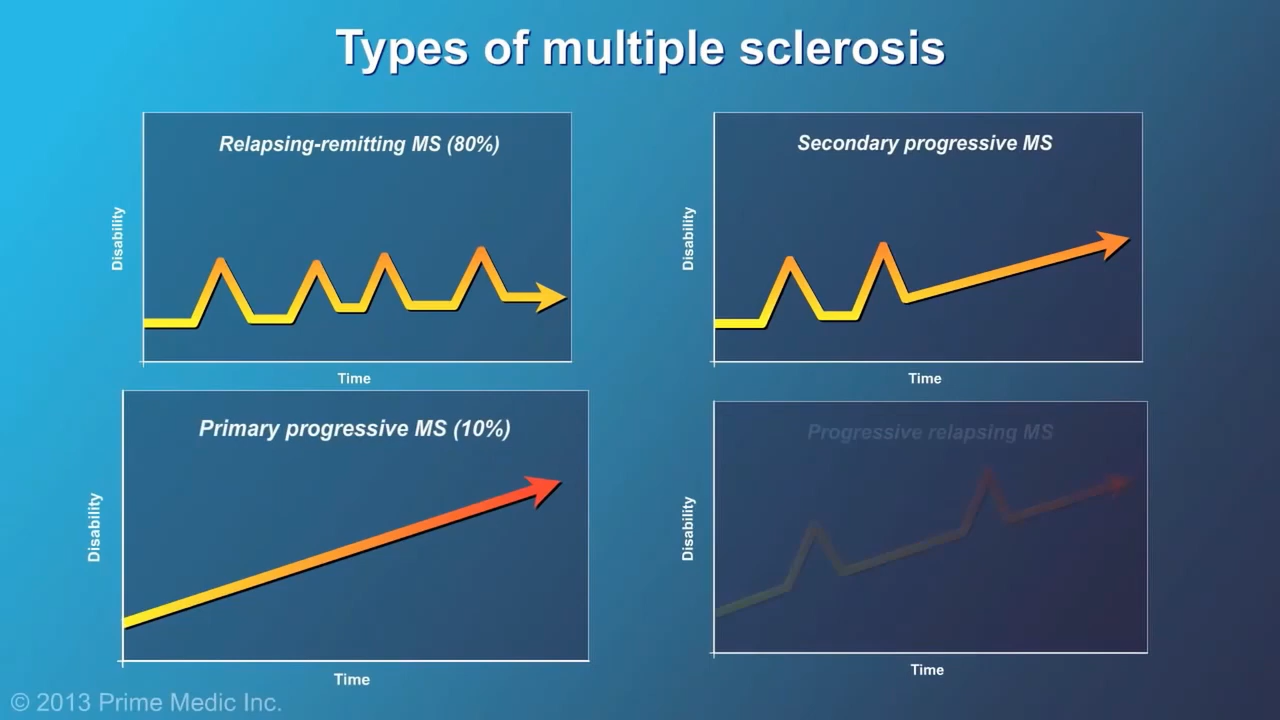 Types of multiple sclerosis
Relapsing-remitting MS (80%)
Disability
Time
Secondary progressive MS
Disability
Time
Primary progressive MS (10%)
Disability
Time
Progressive relapsing MS
Disability
Time
© 2013 Prime Medic Inc.